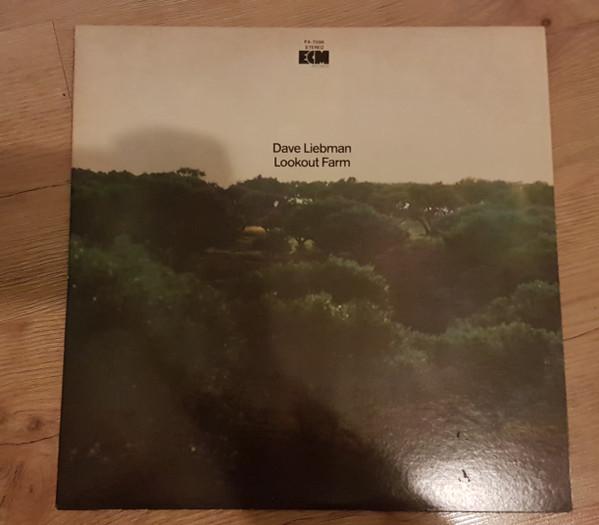 STEREO
ECM
Dave Liebman
Lookout Farm